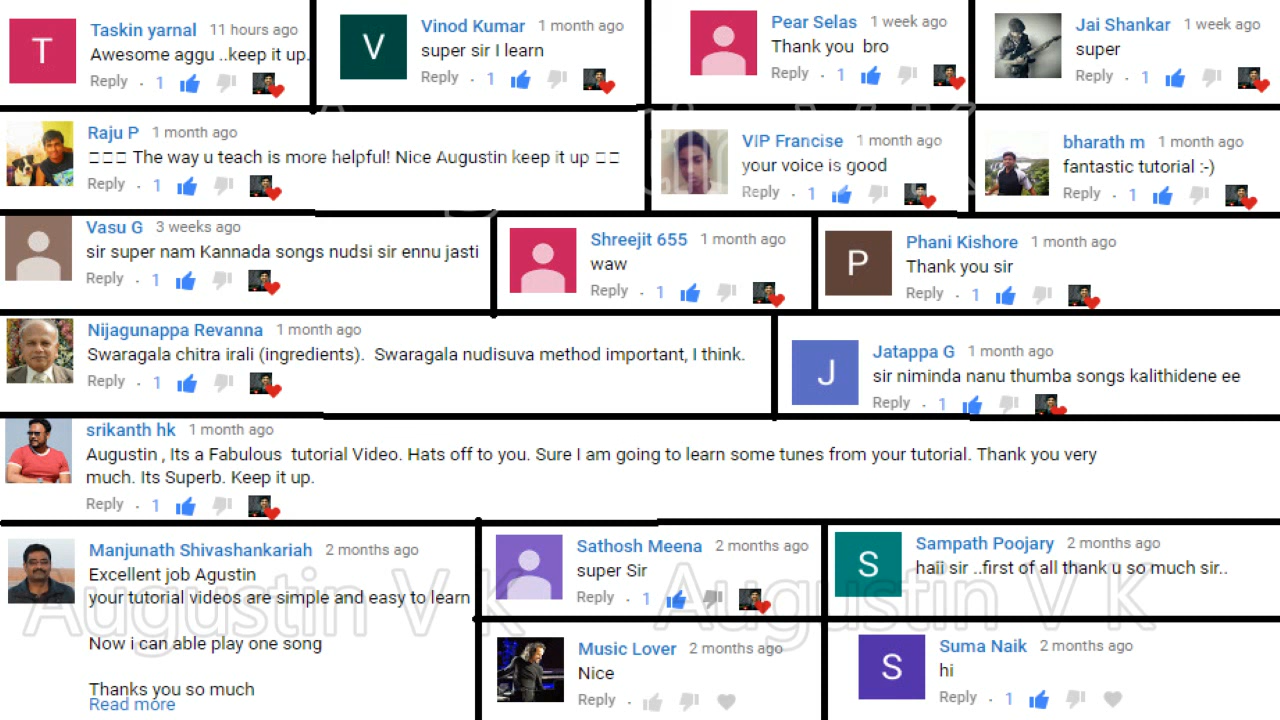 T
Taskin yarnal 11 hours ago
Awesome aggu ..keep it up.
Reply · 1
V
Vinod Kumar 1 month ago
super sir I learn
Reply · 1
Pear Selas 1 week ago
Thank you bro
Reply · 1
Jai Shankar 1 week ago
super
Reply · 1
Raju P 1 month ago
The way u teach is more helpful! Nice Augustin keep it up
Reply · 1
VIP Francise 1 month ago
your voice is good
Reply · 1
bharath m 1 month ago
fantastic tutorial :-)
Reply · 1
Vasu G 3 weeks ago
sir super nam Kannada songs nudsi sir ennu jasti
Reply · 1
Shreejit 655 1 month ago
waw
Reply · 1
P
Phani Kishore 1 month ago
Thank you sir
Reply · 1
Nijagunappa Revanna 1 month ago
Swaragala chitra irali (ingredients). Swaragala nudisuva method important, I think.
Reply · 1
J
Jatappa G 1 month ago
sir niminda nanu thumba songs kalithidene ee
Reply · 1
srikanth hk 1 month ago
Augustin , Its a Fabulous tutorial Video. Hats off to you. Sure I am going to learn some tunes from your tutorial. Thank you very
much. Its Superb. Keep it up.
Reply · 1
Manjunath Shivashankariah 2 months ago
Excellent job Agustin
your tutorial videos are simple and easy to learn
Now i can able play one song
Thanks you so much
Read more
Sathosh Meena 2 months ago
super Sir
Reply · 1
S
Sampath Poojary 2 months ago
haii sir ..first of all thank u so much sir..
Music Lover 2 months ago
Nice
Reply ·
S
Suma Naik 2 months ago
hi
Reply · 1
Augustin V K
Augustin V K